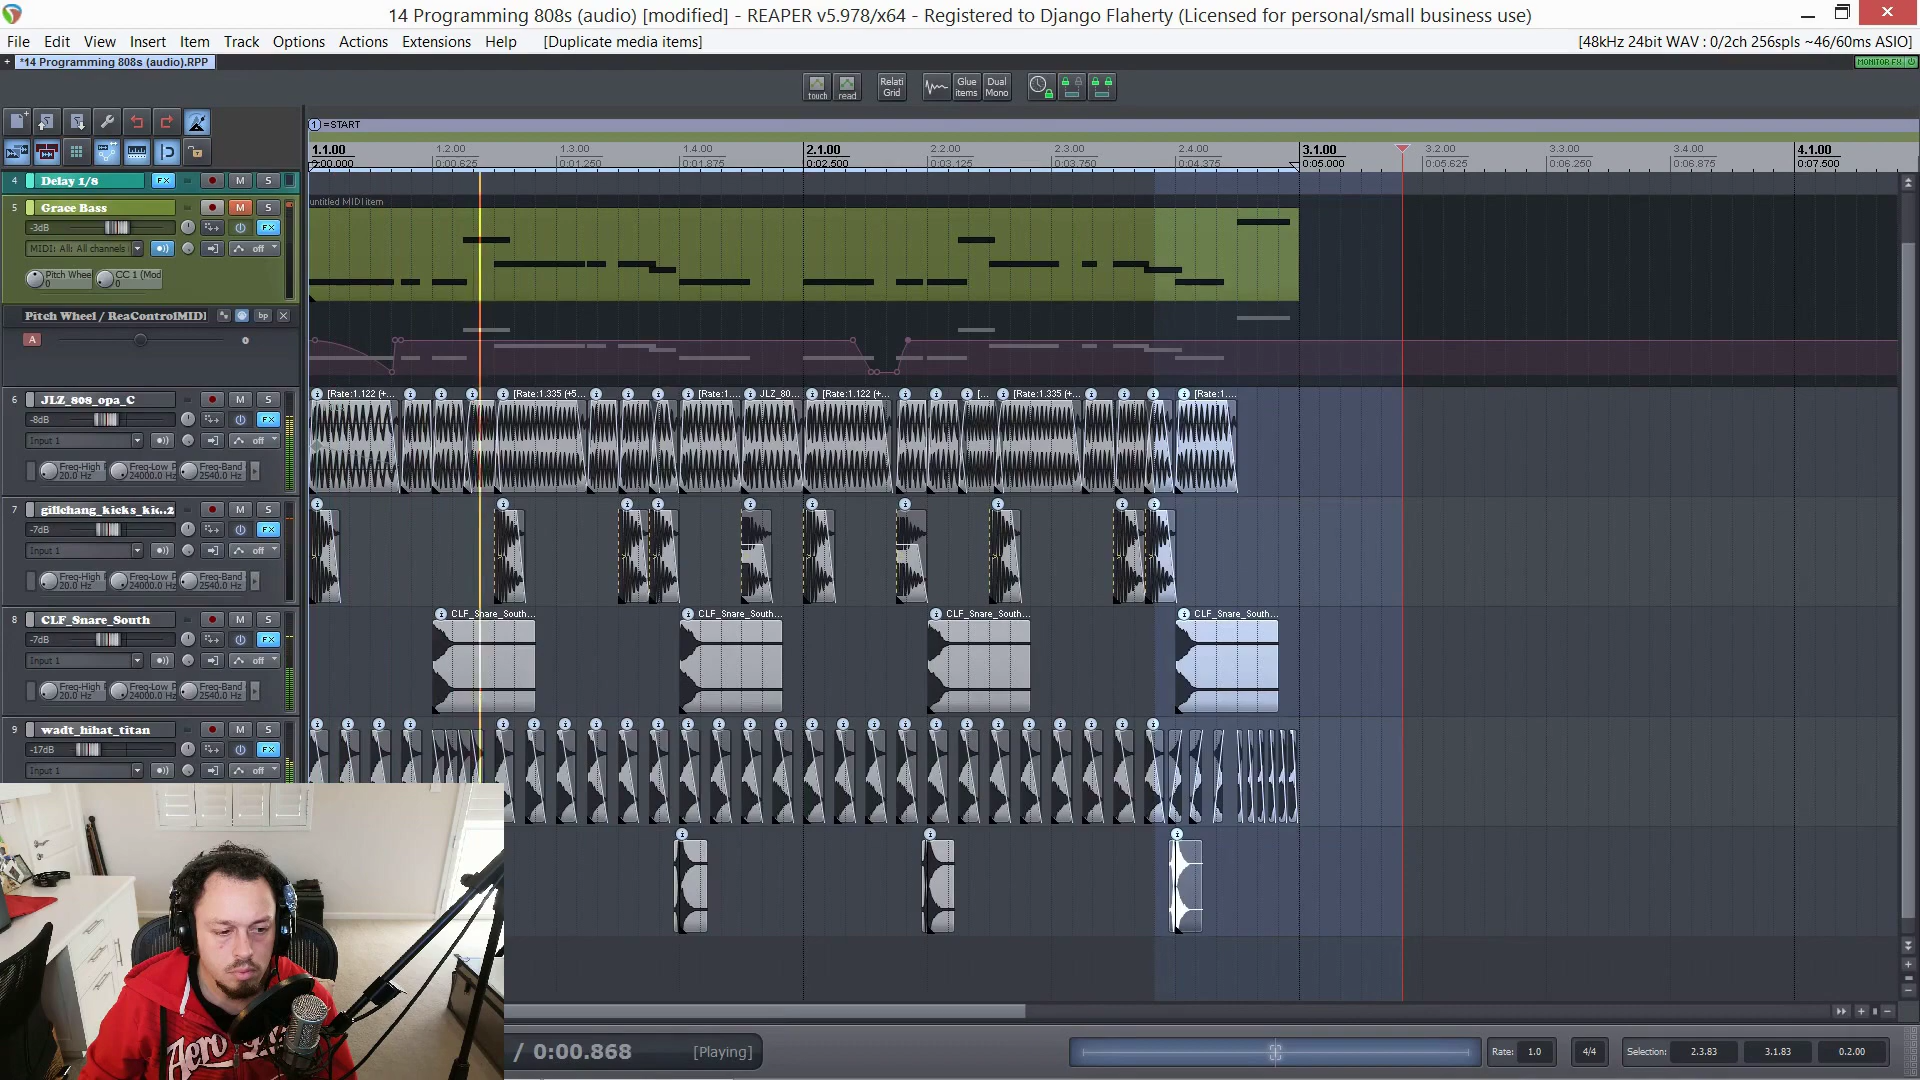 14 Programming 808s (audio) [modified] - REAPER v5.978/x64 - Registered to Django Flaherty (Licensed for personal/small business use)
File Edit View Insert Item Track Options Actions Extensions Help [Duplicate media items]
[48kHz 24bit WAV : 0/2ch 256spls ~46/60ms ASIO]
*14 Programming 808s (audio).RPP
MONITOR FX
touch read Relati Grid Glue items Dual Mono
1 =START
1.1.00 1.2.00 1.3.00 1.4.00 2.1.00 2.2.00 2.3.00 2.4.00 3.1.00 3.2.00 3.3.00 3.4.00 4.1.00
0:00.000 0:00.625 0:01.250 0:01.875 0:02.500 0:03.125 0:03.750 0:04.375 0:05.000 0:05.625 0:06.250 0:06.875 0:07.500
4 Delay 1/8 FX M S
5 Grace Bass M S
untitled MIDI item
-3dB FX
MIDI: All: All channels off
Pitch Whee 0 CC 1 (Mod 0
Pitch Wheel / ReaControlMIDI bp
A 0
6 JLZ_808_opa_C M S
[Rate:1.122 (+... [Rate:1.335 (+5... [Rate:1.... JLZ_80... [Rate:1.122 (+... [... [Rate:1.335 (+... [Rate:1....
-8dB FX
Input 1 off
Freq-High P 20.0 Hz Freq-Low P 24000.0 Hz Freq-Band 2540.0 Hz
7 gillchang_kicks_kic..2 M S
-7dB FX
Input 1 off
Freq-High P 20.0 Hz Freq-Low P 24000.0 Hz Freq-Band 2540.0 Hz
8 CLF_Snare_South M S
CLF_Snare_South... CLF_Snare_South... CLF_Snare_South... CLF_Snare_South...
-7dB FX
Input 1 off
Freq-High P 20.0 Hz Freq-Low P 24000.0 Hz Freq-Band 2540.0 Hz
9 wadt_hihat_titan M S
-17dB FX
Input 1 off
Aero
/ 0:00.868 [Playing]
Rate: 1.0 4/4 Selection: 2.3.83 3.1.83 0.2.00